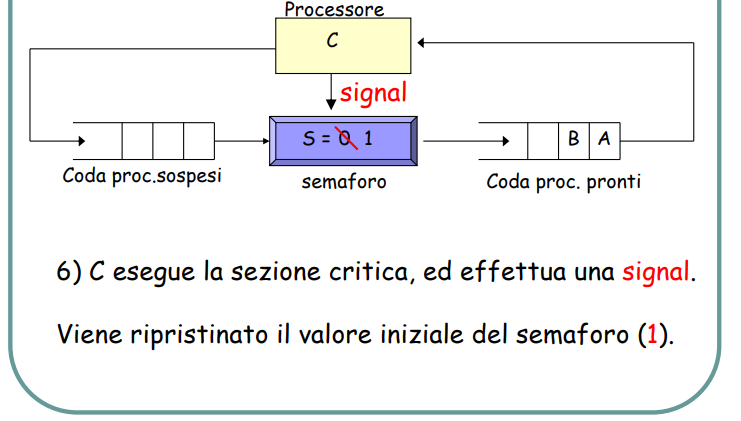 Processore
C
signal
S = 0 1
B A
Coda proc.sospesi
semaforo
Coda proc. pronti
6) C esegue la sezione critica, ed effettua una signal.
Viene ripristinato il valore iniziale del semaforo (1).